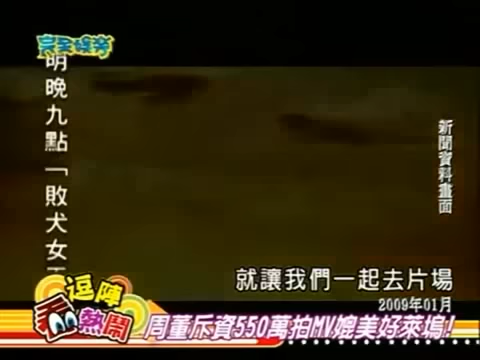 完全娛樂
明晚九點「敗犬女王
新聞資料畫面
就讓我們一起去片場
2009年01月
逗陣
看熱鬧
周董斥資550萬拍MV媲美好萊塢!